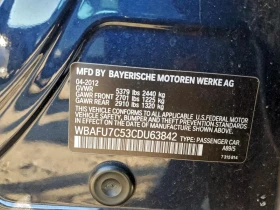 MFD BY BAYERISCHE MOTOREN WERKE AG
04-2012
GVWR 5379 lbs 2440 kg
GAWR FRONT 2701 lbs 1225 kg
GAWR REAR 2910 lbs 1320 kg
THIS VEHICLE CONFORMS TO ALL APPLICABLE
FEDERAL MOTOR VEHICLE SAFETY, BUMPER
AND THEFT PREVENTION STANDARDS IN EFFECT
ON THE DATE OF MANUFACTURE SHOWN ABOVE.
WBAFU7C53CDU63842
TYPE: PASSENGER CAR